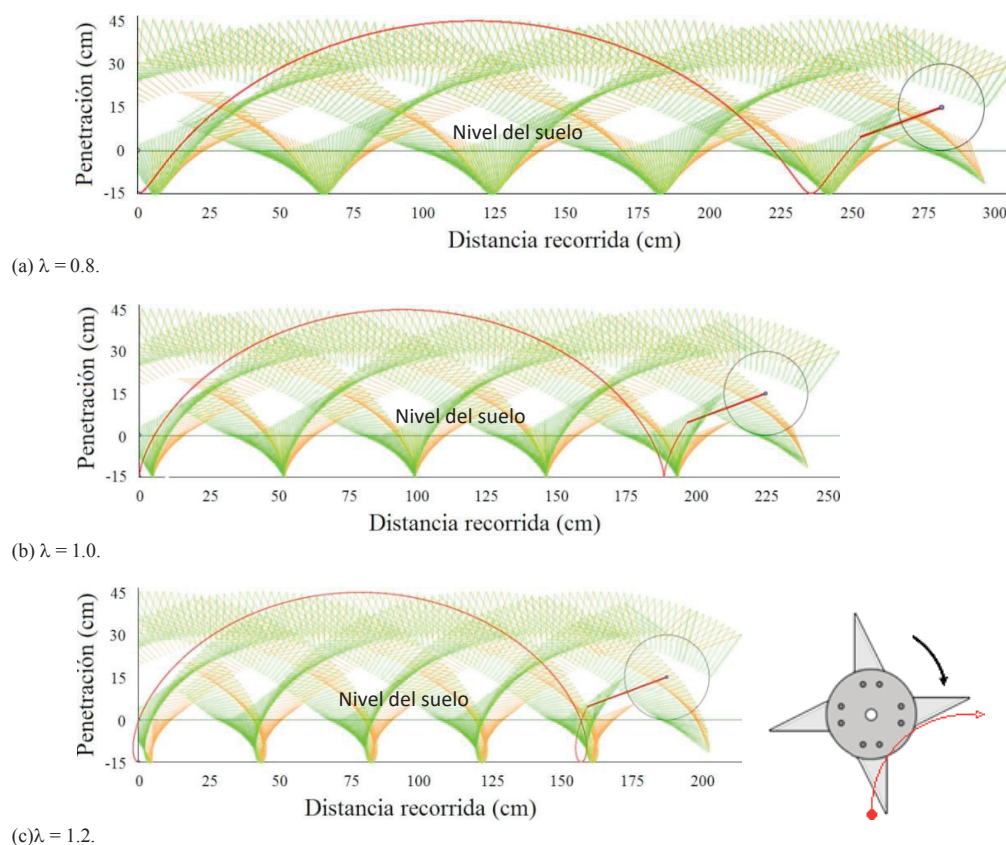 45
30
15
0
-15
Penetración (cm)
Nivel del suelo
0 25 50 75 100 125 150 175 200 225 250 275 300
Distancia recorrida (cm)
(a) λ = 0.8.
45
30
15
0
-15
Penetración (cm)
Nivel del suelo
0 25 50 75 100 125 150 175 200 225 250
Distancia recorrida (cm)
(b) λ = 1.0.
45
30
15
0
-15
Penetración (cm)
Nivel del suelo
0 25 50 75 100 125 150 175 200
Distancia recorrida (cm)
(c)λ = 1.2.